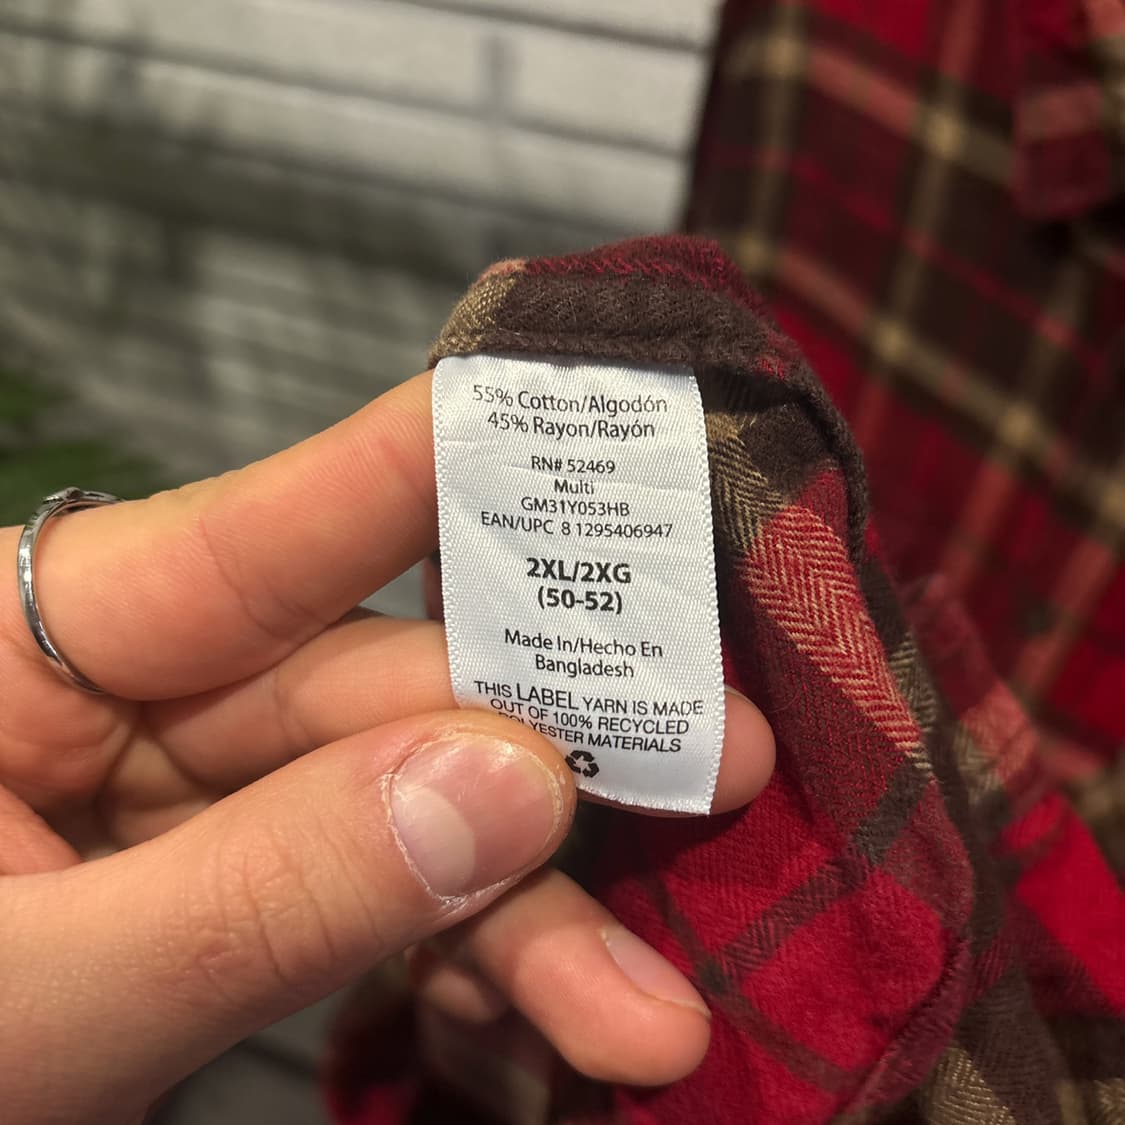 55% Cotton/Algodón
45% Rayon/Rayón
RN# 52469
Multi
GM31Y053HB
EAN/UPC 8 1295406947
2XL/2XG
(50-52)
Made In/Hecho En
Bangladesh
THIS LABEL YARN IS MADE
OUT OF 100% RECYCLED
POLYESTER MATERIALS